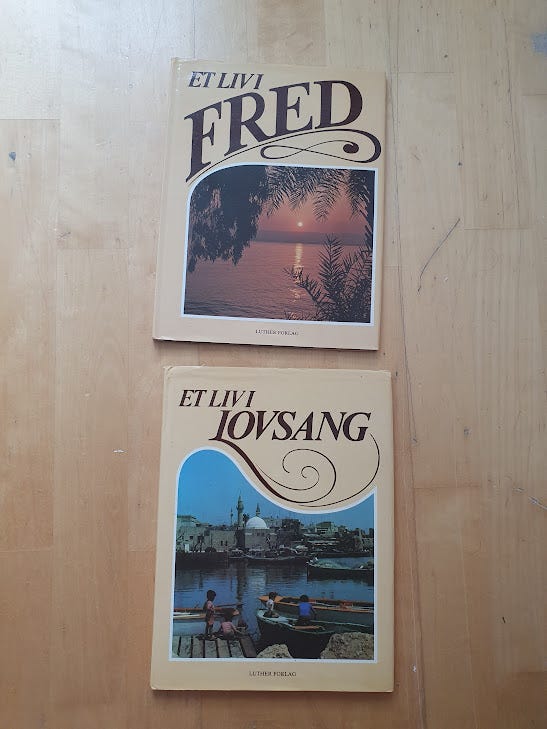 ET LIV I
FRED
LUTHER FORLAG
ET LIV I
LOVSANG
LUTHER FORLAG